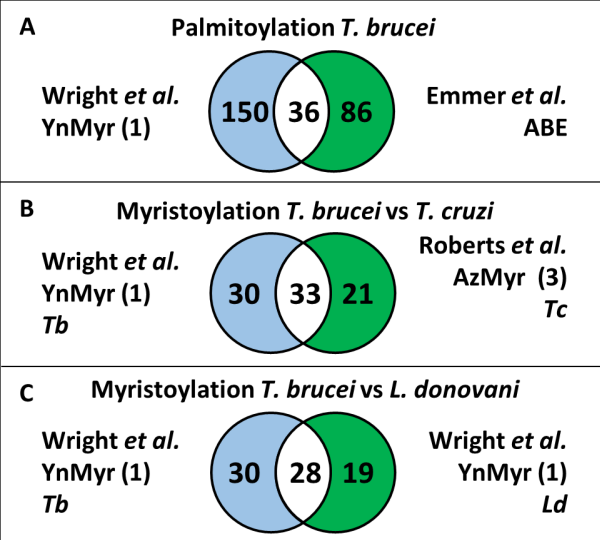 A
Palmitoylation T. brucei
Wright et al.
YnMyr (1)
150
36
86
Emmer et al.
ABE
B
Myristoylation T. brucei vs T. cruzi
Wright et al.
YnMyr (1)
Tb
30
33
21
Roberts et al.
AzMyr (3)
Tc
C
Myristoylation T. brucei vs L. donovani
Wright et al.
YnMyr (1)
Tb
30
28
19
Wright et al.
YnMyr (1)
Ld